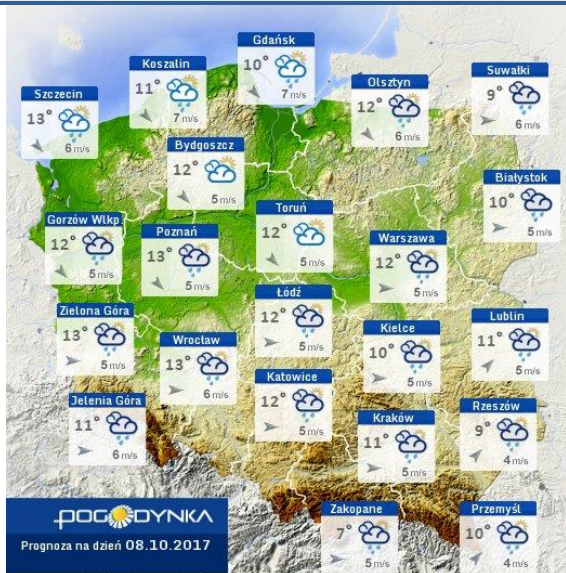 Gdańsk
10°
7 m/s
Koszalin
11°
7 m/s
Suwałki
9°
6 m/s
Olsztyn
12°
6 m/s
Szczecin
13°
6 m/s
Bydgoszcz
12°
5 m/s
Białystok
10°
5 m/s
Toruń
12°
5 m/s
Gorzów Wlkp
12°
5 m/s
Poznań
13°
5 m/s
Warszawa
12°
5 m/s
Łódź
12°
5 m/s
Zielona Góra
13°
5 m/s
Lublin
11°
5 m/s
Kielce
10°
5 m/s
Wrocław
13°
6 m/s
Katowice
12°
5 m/s
Jelenia Góra
11°
6 m/s
Rzeszów
9°
4 m/s
Kraków
11°
5 m/s
Zakopane
7°
5 m/s
Przemyśl
10°
4 m/s
POGODYNKA
Prognoza na dzień 08.10.2017